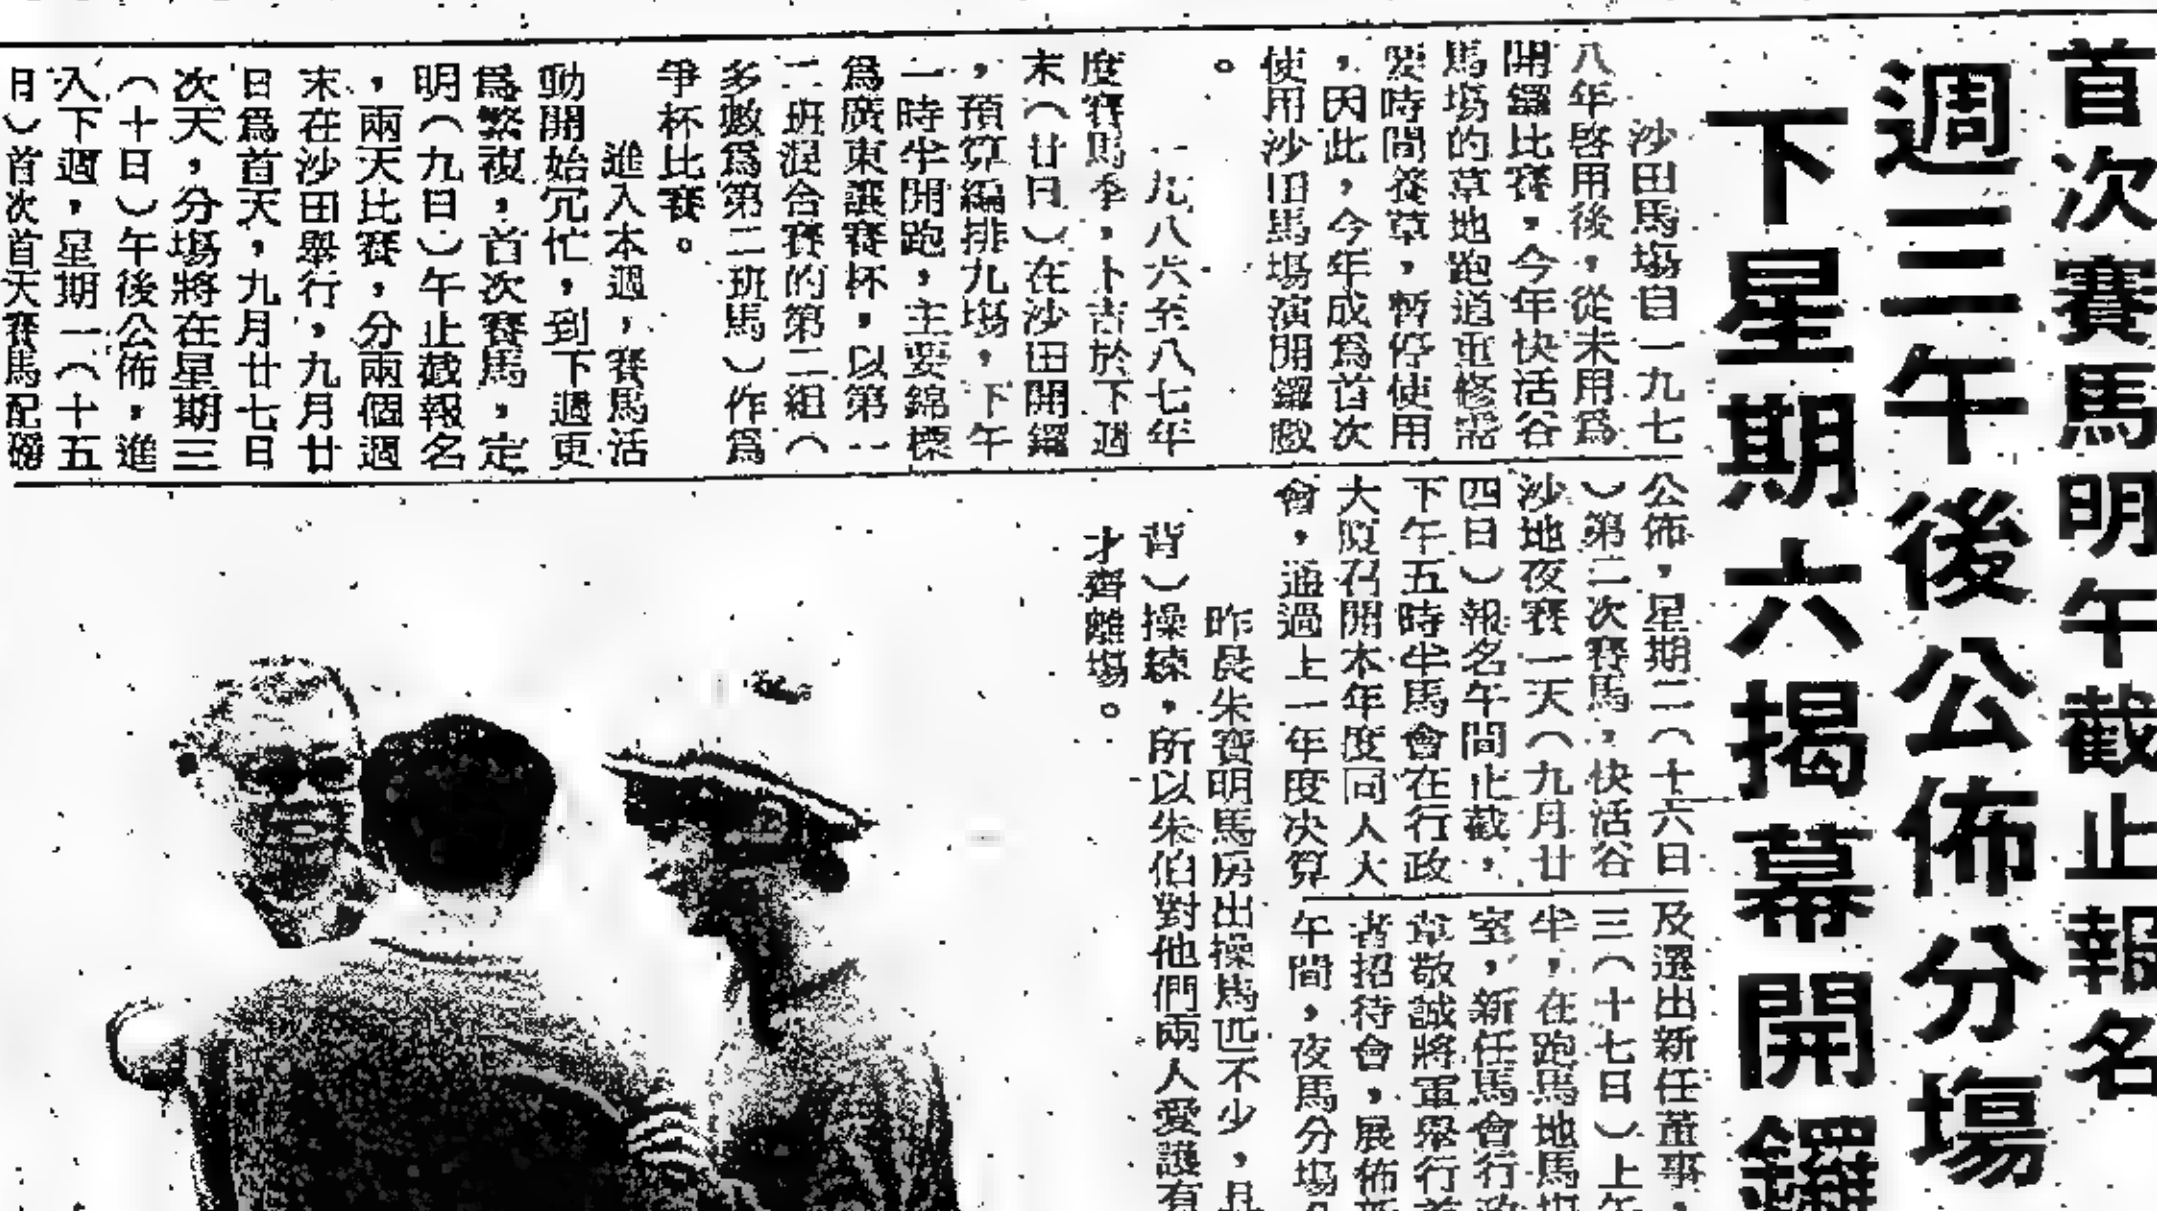 首次賽馬明午截止報名
週三午後公佈分場
下星期六揭幕開鑼
沙田馬場自一九七
八年啓用後，從未用爲
開鑼比賽，今年快活谷
馬場的草地跑道重修需
要時間養草，暫停使用
，因此，今年成爲首次
使用沙田馬場演開鑼戲
。
一九八六至八七年
度賽馬季，卜吉於下週
末（廿日）在沙田開鑼
，預算編排九場，下午
一時半開跑，主要錦標
爲廣東讓賽杯，以第一
二班混合賽的第二組（
多數爲第二班馬）作爲
爭杯比賽。
進入本週，賽馬活
動開始冗忙，到下週更
爲繁複，首次賽馬，定
明（九日）午止截報名
，兩天比賽，分兩個週
末在沙田舉行，九月廿
日爲首天，九月廿七日
次天，分場將在星期三
（十日）午後公佈，進
入下週，星期一（十五
日）首次首天賽馬配磅
公佈，星期二（十六日
）第二次賽馬，快活谷
沙地夜賽一天（九月廿
四日）報名午間止截，
下午五時半馬會在行政
大廈召開本年度同人大
會，通過上一年度決算
及選出新任董事，
三（十七日）上午
半，在跑馬地馬場
室，新任馬會行政
韋敬誠將軍舉行首
者招待會，展佈
午間，夜馬分場
昨晨朱寶明馬房出操馬匹不少，且
背）操練，所以朱伯對他們兩人愛護有
才齊離場。